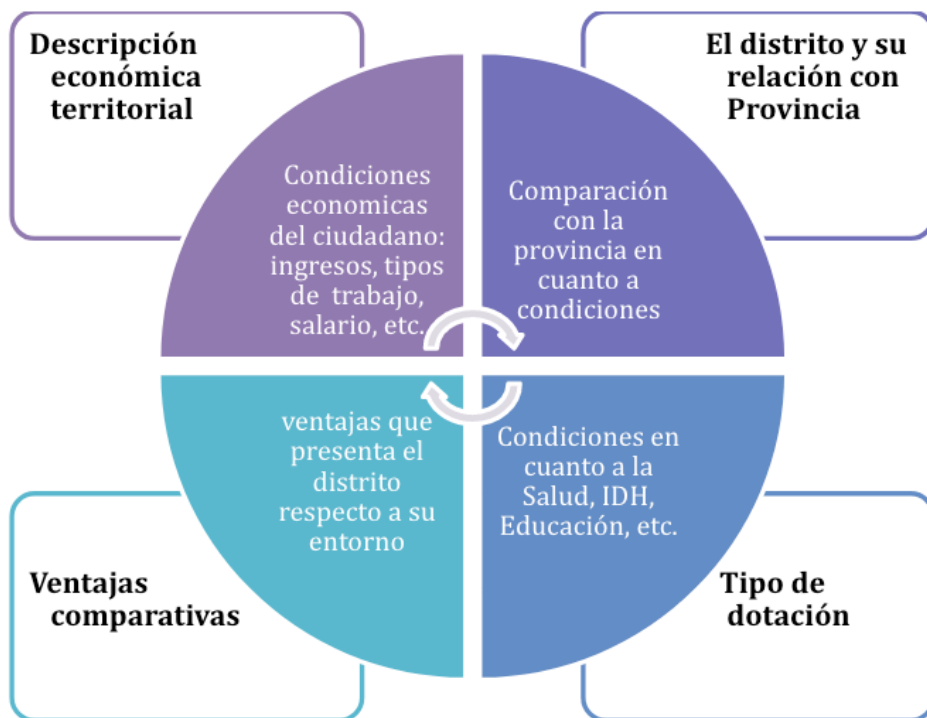 Descripción
económica
territorial
El distrito y su
relación con
Provincia
Condiciones
economicas
del ciudadano:
ingresos, tipos
de trabajo,
salario, etc.
Comparación
con la
provincia en
cuanto a
condiciones
ventajas que
presenta el
distrito
respecto a su
entorno
Condiciones en
cuanto a la
Salud, IDH,
Educación, etc.
Ventajas
comparativas
Tipo de
dotación